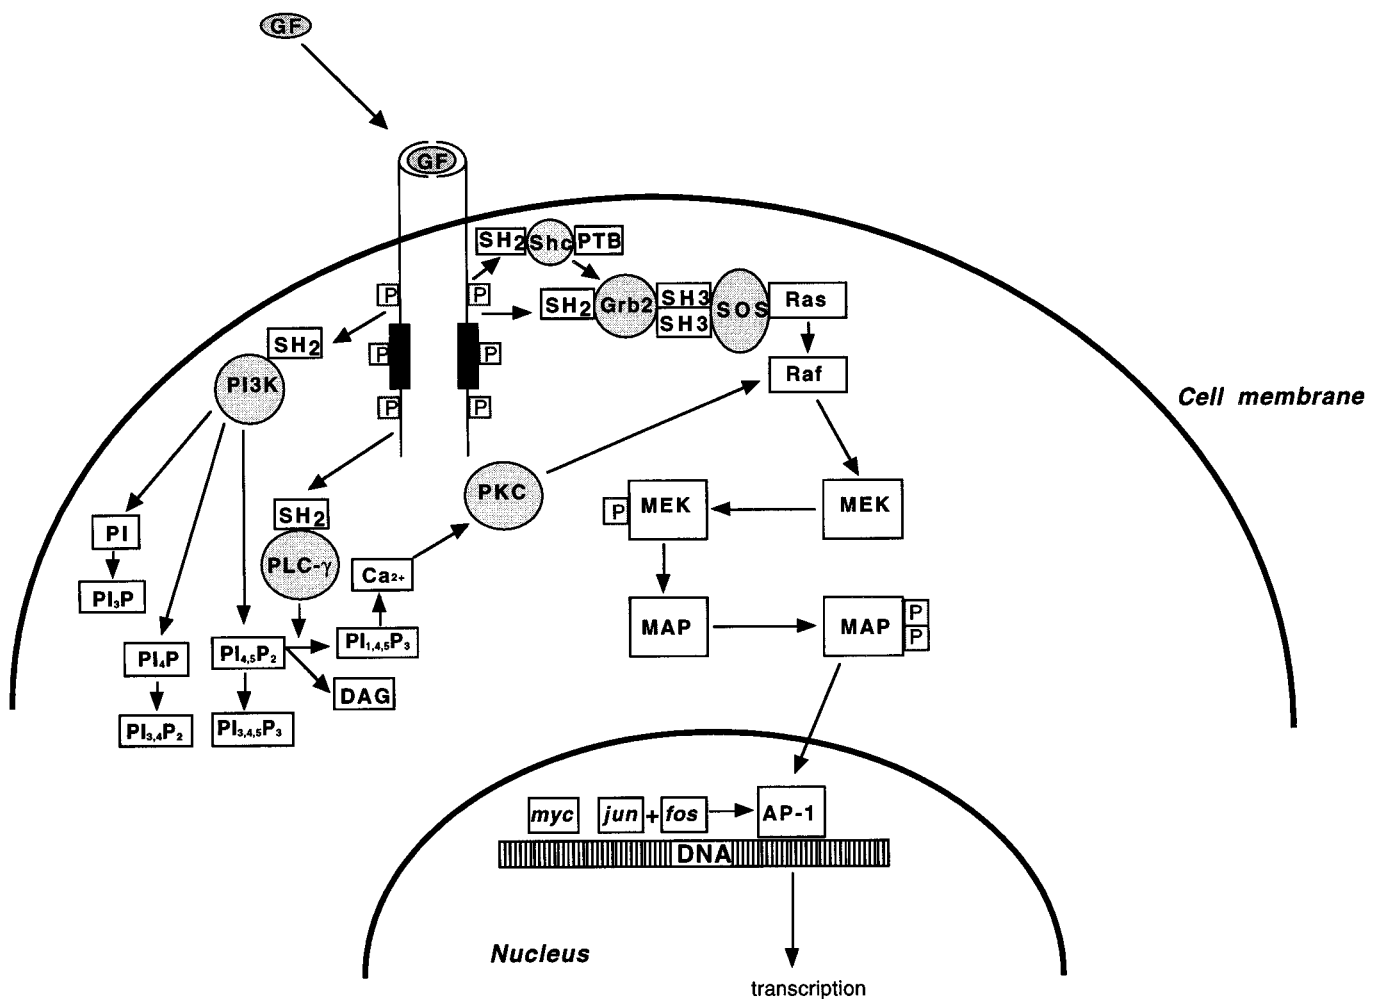 GF
GF
SH2 Shc PTB
P P
SH2 Grb2 SH3 SOS Ras
SH3
SH2
P P
PI3K
Raf
Cell membrane
P P
PKC
SH2
P MEK
MEK
PI
PLC-γ
Ca2+
PI3P
MAP
MAP P
P
PI4P
PI4,5P2
PI1,4,5P3
DAG
PI3,4P2
PI3,4,5P3
myc jun + fos AP-1
DNA
Nucleus
transcription